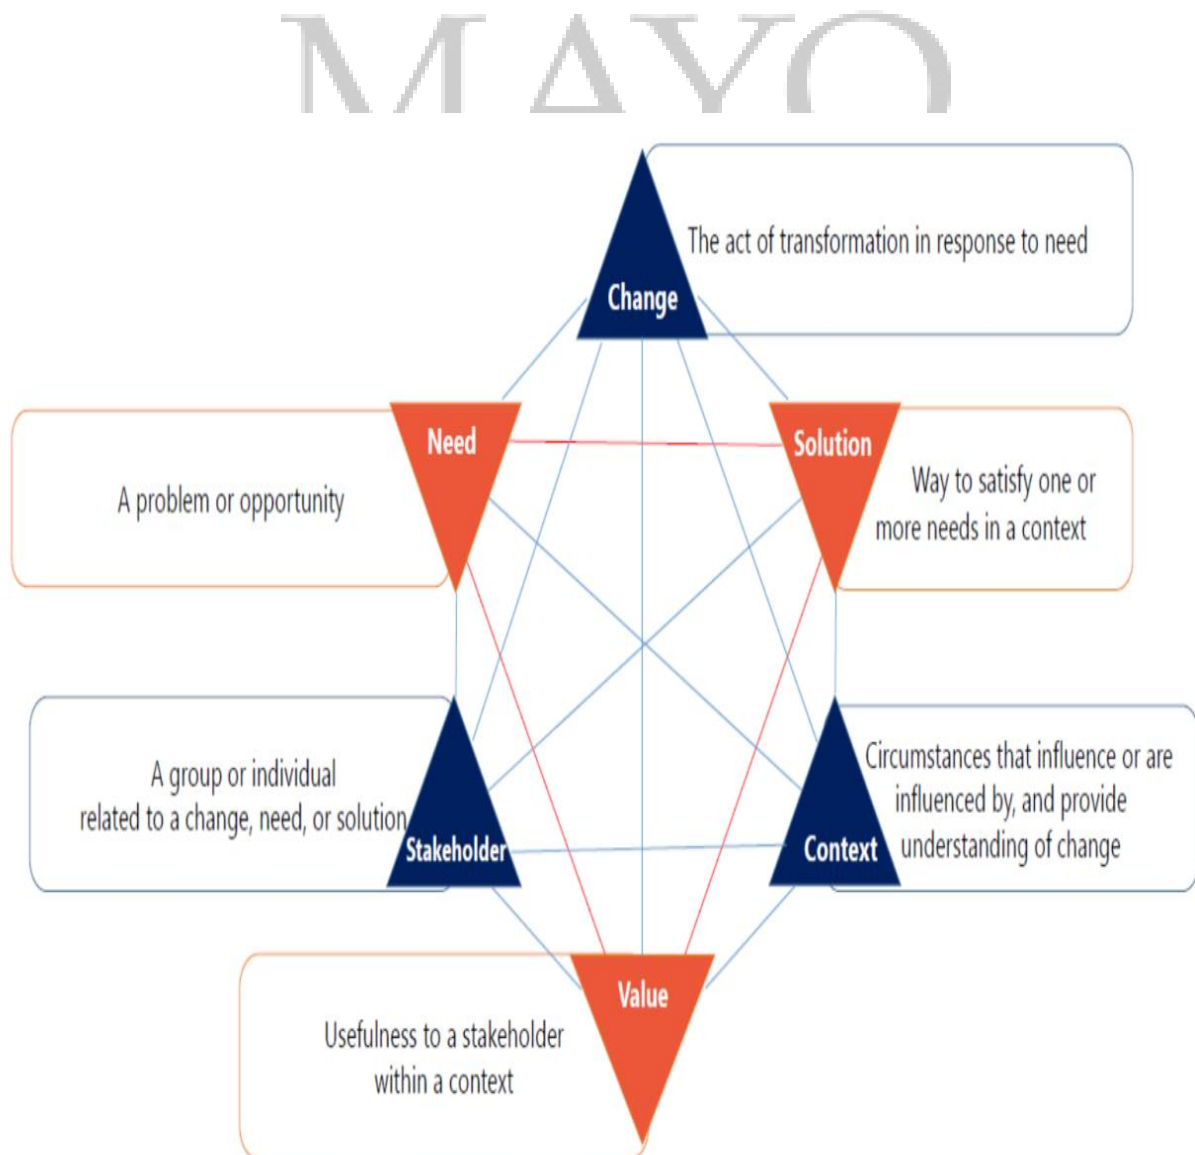 MAYO
The act of transformation in response to need
Change
Need
Solution
A problem or opportunity
Way to satisfy one or
more needs in a context
A group or individual
related to a change, need, or solution
Stakeholder
Circumstances that influence or are
influenced by, and provide
understanding of change
Context
Value
Usefulness to a stakeholder
within a context